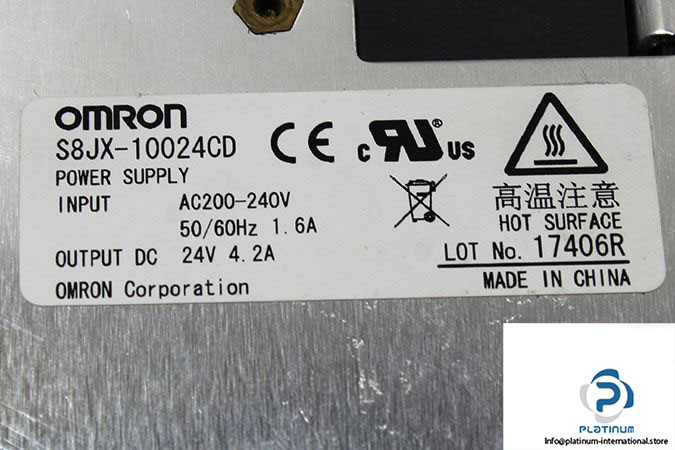 OMRON
S8JX-10024CD
POWER SUPPLY
INPUT AC200-240V
50/60Hz 1.6A
OUTPUT DC 24V 4.2A
OMRON Corporation
CE
c RU® US
高温注意
HOT SURFACE
LOT No. 17406R
MADE IN CHINA
PLATINUM
Info@platinum-international.store